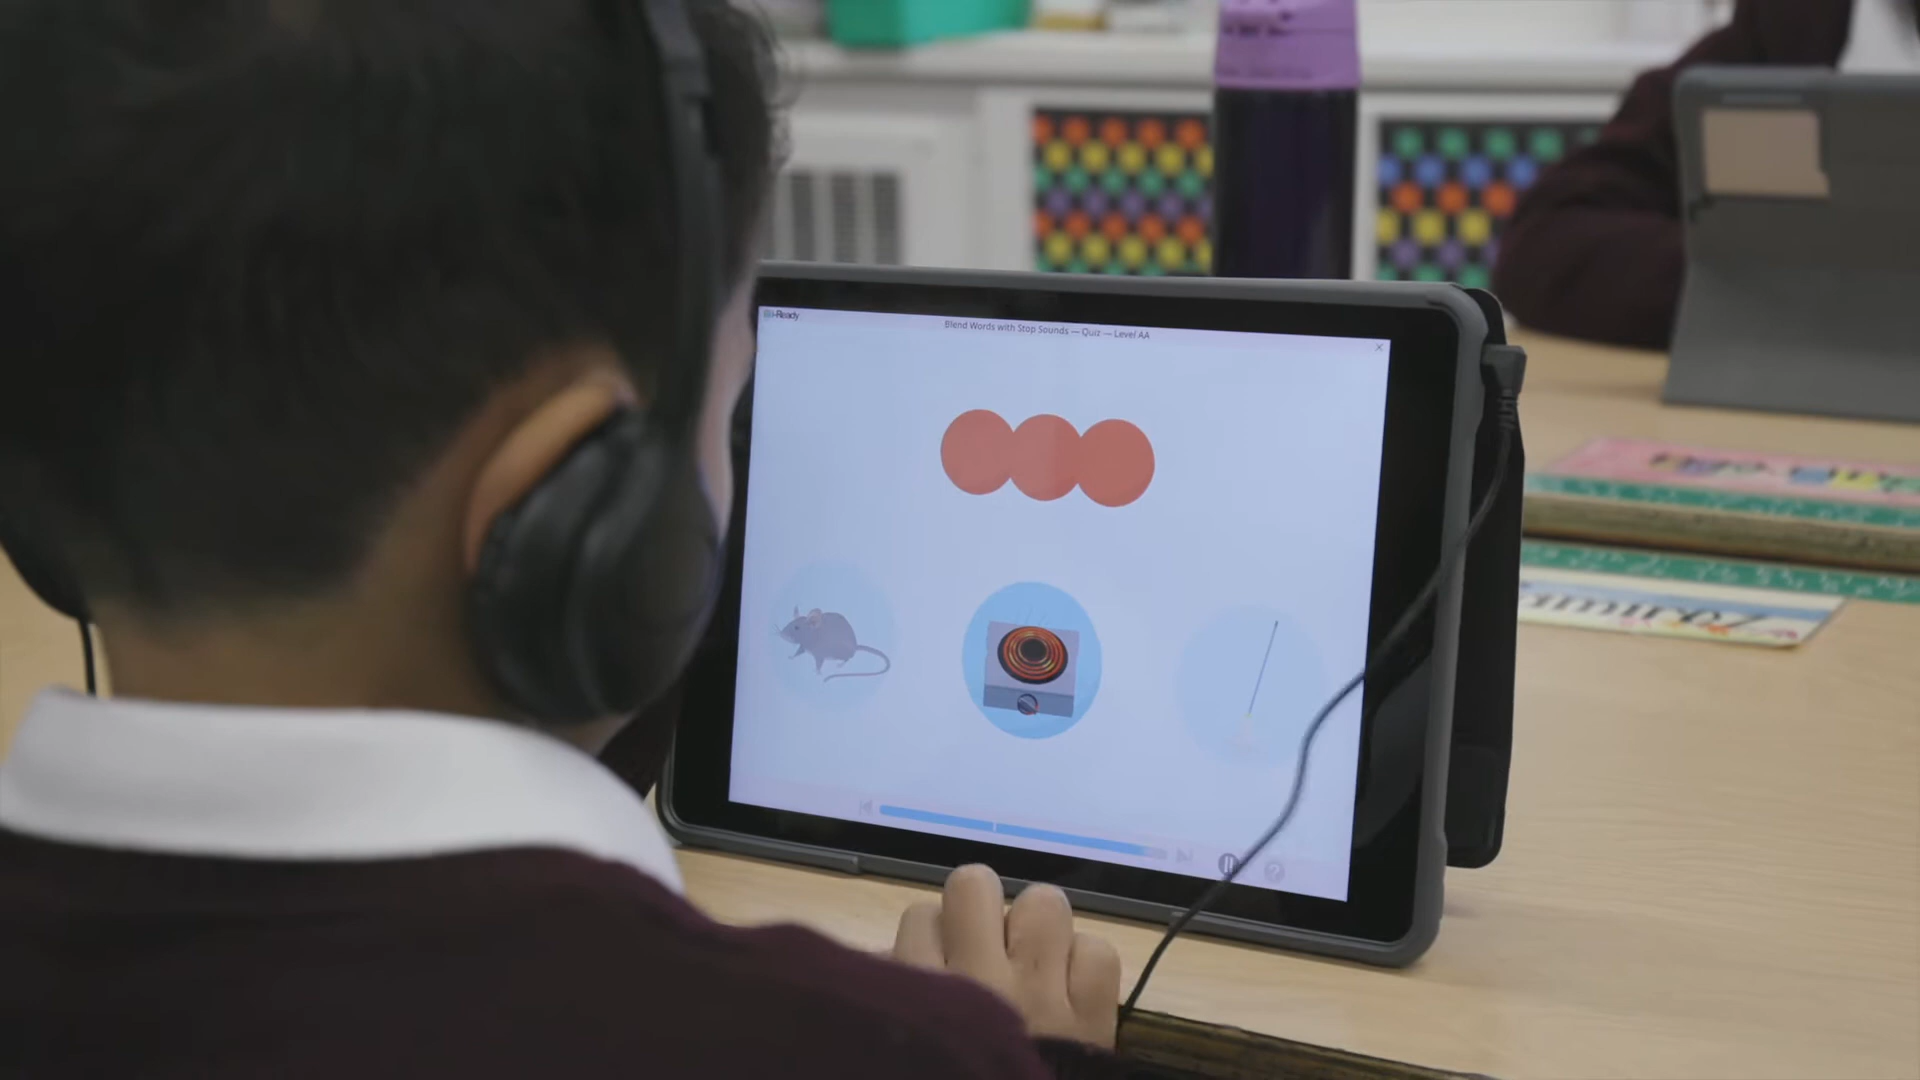 i-Ready
Blend Words with Stop Sounds — Quiz — Level AA